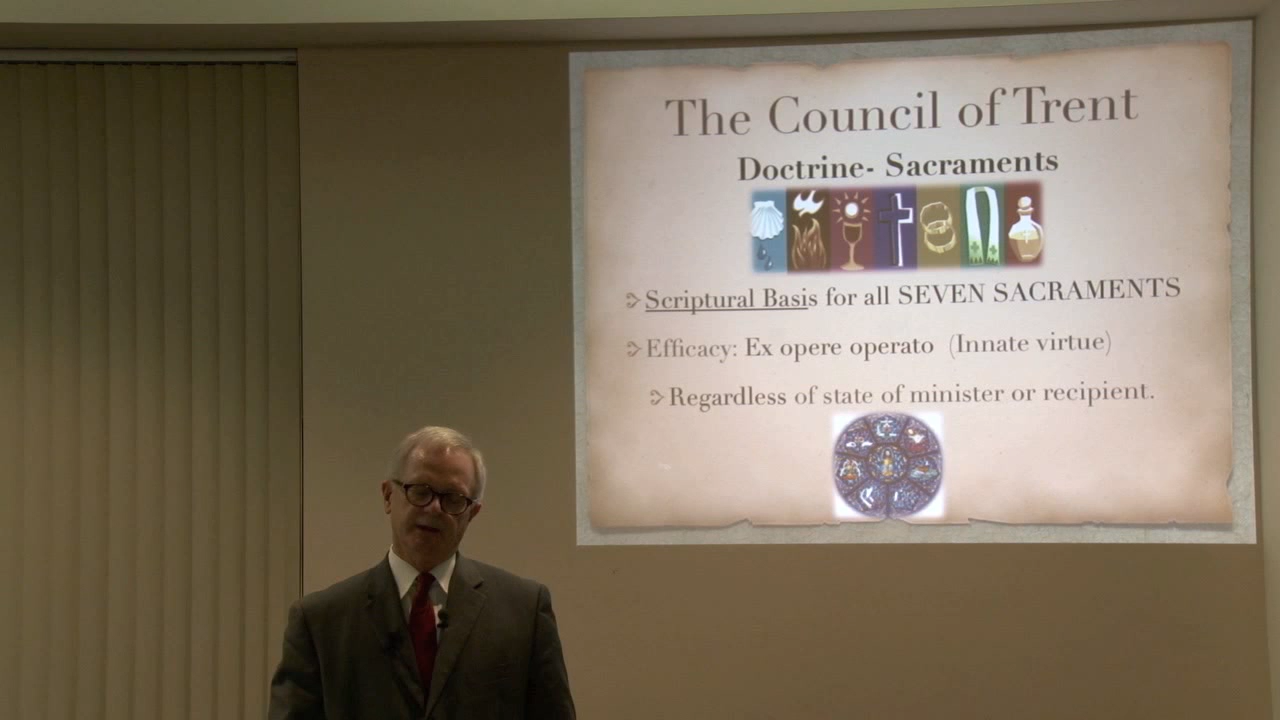 The Council of Trent
Doctrine- Sacraments
Scriptural Basis for all SEVEN SACRAMENTS
Efficacy: Ex opere operato (Innate virtue)
Regardless of state of minister or recipient.